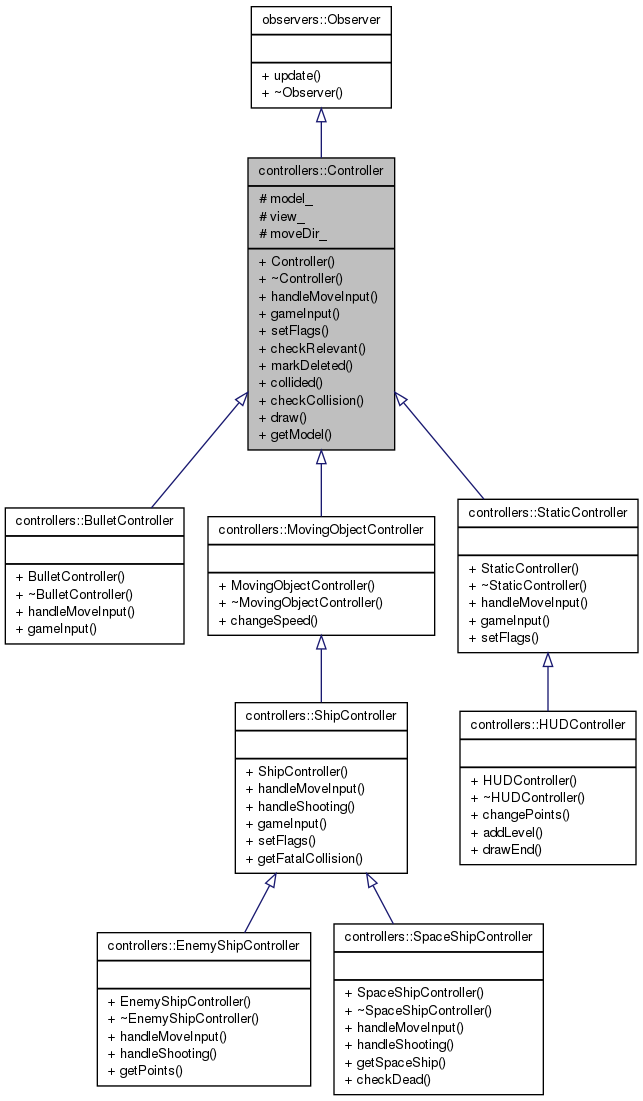 observers::Observer
+ update()
+ ~Observer()
controllers::Controller
# model_
# view_
# moveDir_
+ Controller()
+ ~Controller()
+ handleMoveInput()
+ gameInput()
+ setFlags()
+ checkRelevant()
+ markDeleted()
+ collided()
+ checkCollision()
+ draw()
+ getModel()
controllers::BulletController
+ BulletController()
+ ~BulletController()
+ handleMoveInput()
+ gameInput()
controllers::MovingObjectController
+ MovingObjectController()
+ ~MovingObjectController()
+ changeSpeed()
controllers::StaticController
+ StaticController()
+ ~StaticController()
+ handleMoveInput()
+ gameInput()
+ setFlags()
controllers::ShipController
+ ShipController()
+ handleMoveInput()
+ handleShooting()
+ gameInput()
+ setFlags()
+ getFatalCollision()
controllers::HUDController
+ HUDController()
+ ~HUDController()
+ changePoints()
+ addLevel()
+ drawEnd()
controllers::EnemyShipController
+ EnemyShipController()
+ ~EnemyShipController()
+ handleMoveInput()
+ handleShooting()
+ getPoints()
controllers::SpaceShipController
+ SpaceShipController()
+ ~SpaceShipController()
+ handleMoveInput()
+ handleShooting()
+ getSpaceShip()
+ checkDead()